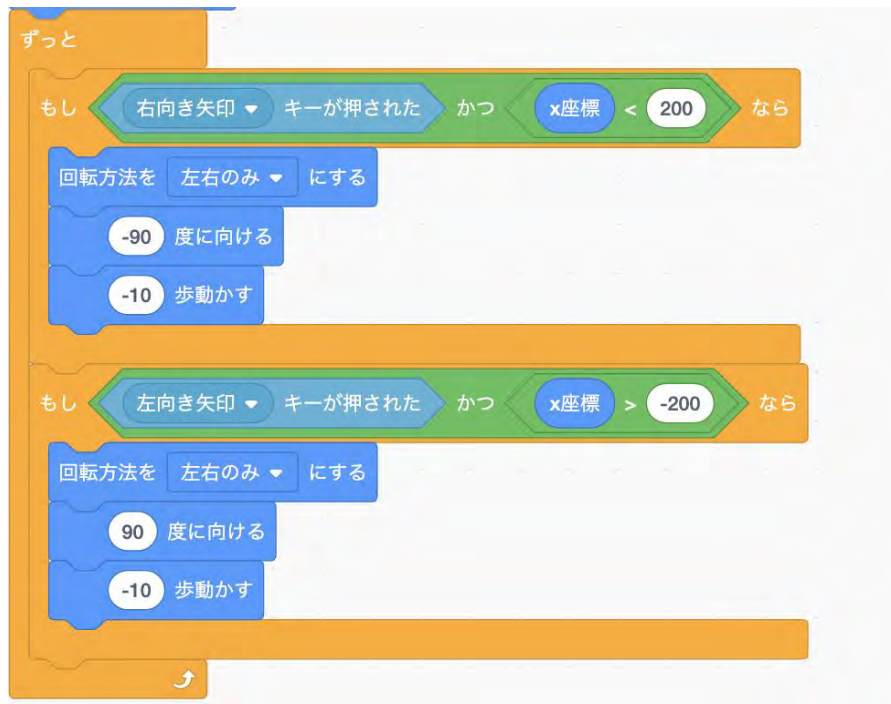 ずっと
もし 右向き矢印 キーが押された かつ x座標 < 200 なら
回転方法を 左右のみ にする
-90 度に向ける
-10 歩動かす
もし 左向き矢印 キーが押された かつ x座標 > -200 なら
回転方法を 左右のみ にする
90 度に向ける
-10 歩動かす